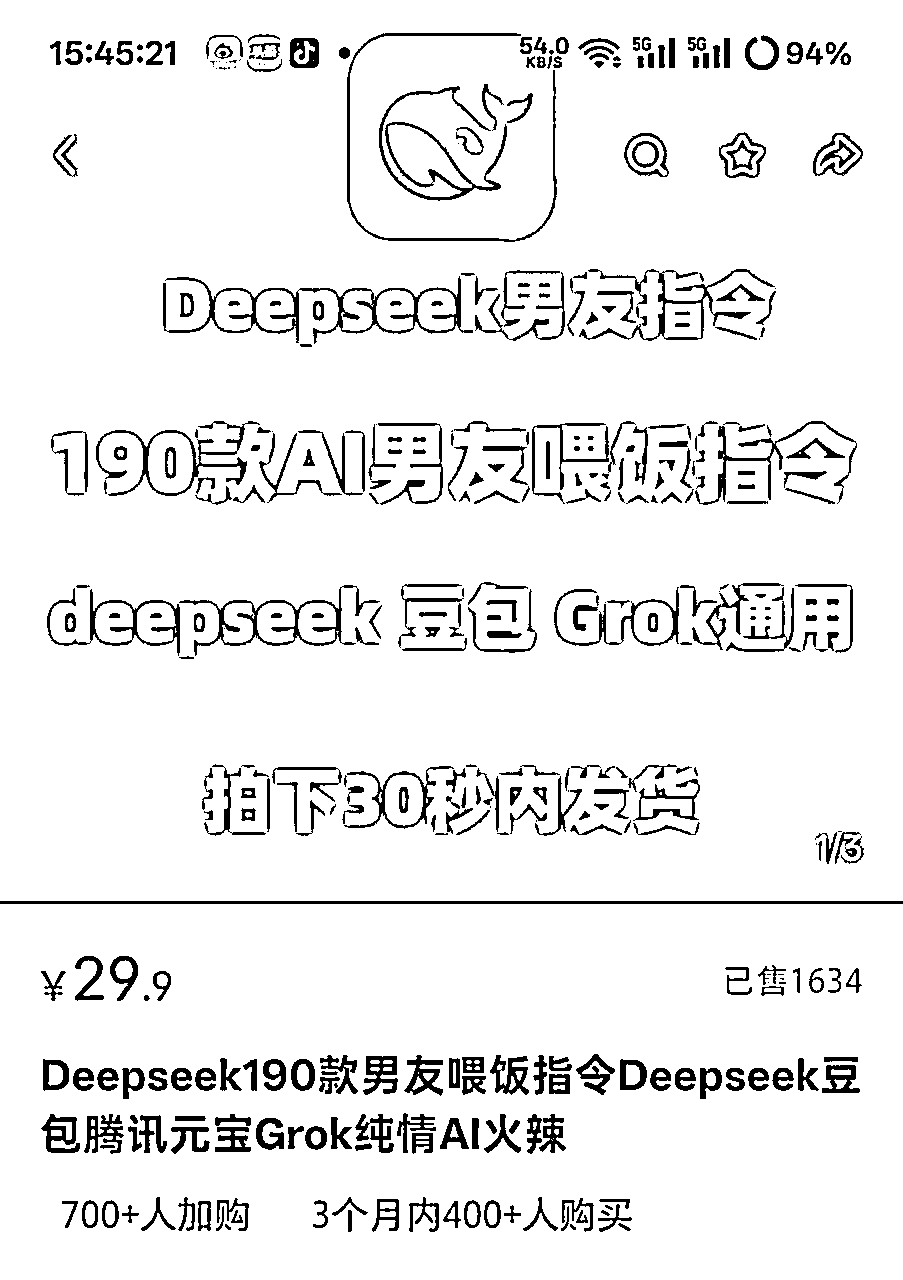 15:45:21 54.0 KB/S 5G 5G 94%
Deepseek男友指令
190款AI男友喂饭指令
deepseek 豆包 Grok通用
拍下30秒内发货
1/3
¥29.9 已售1634
Deepseek190款男友喂饭指令Deepseek豆
包腾讯元宝Grok纯情AI火辣
700+人加购 3个月内400+人购买